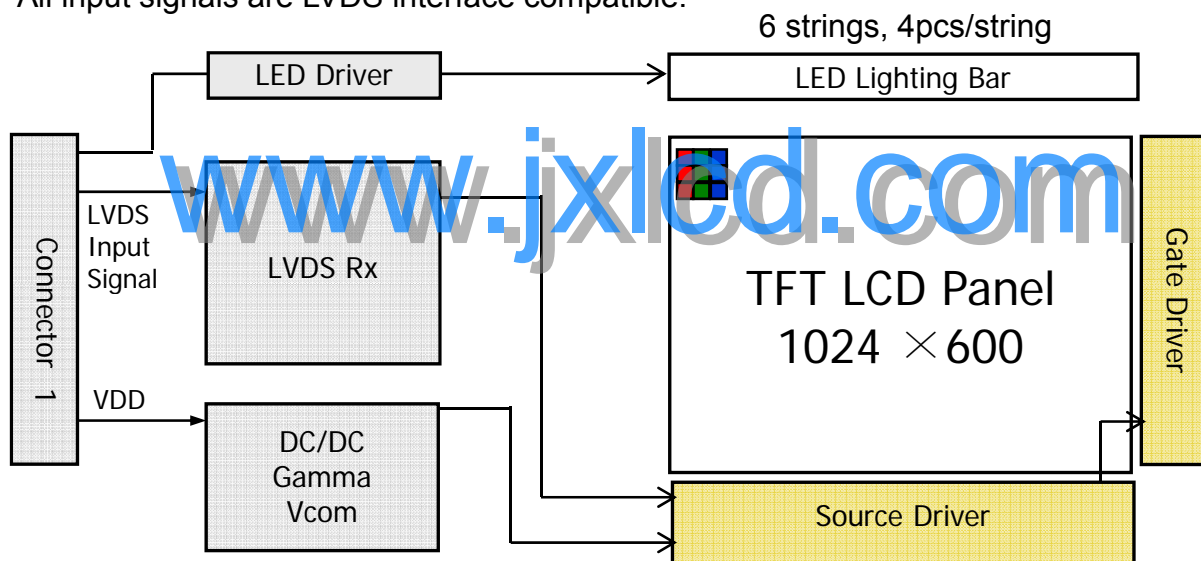 All input signals are LVDS interface compatible.
6 strings, 4pcs/string
LED Driver
LED Lighting Bar
www.jxlcd.com
LVDS
Input
Signal
Connector 1
LVDS Rx
TFT LCD Panel
1024 ×600
Gate Driver
VDD
DC/DC
Gamma
Vcom
Source Driver